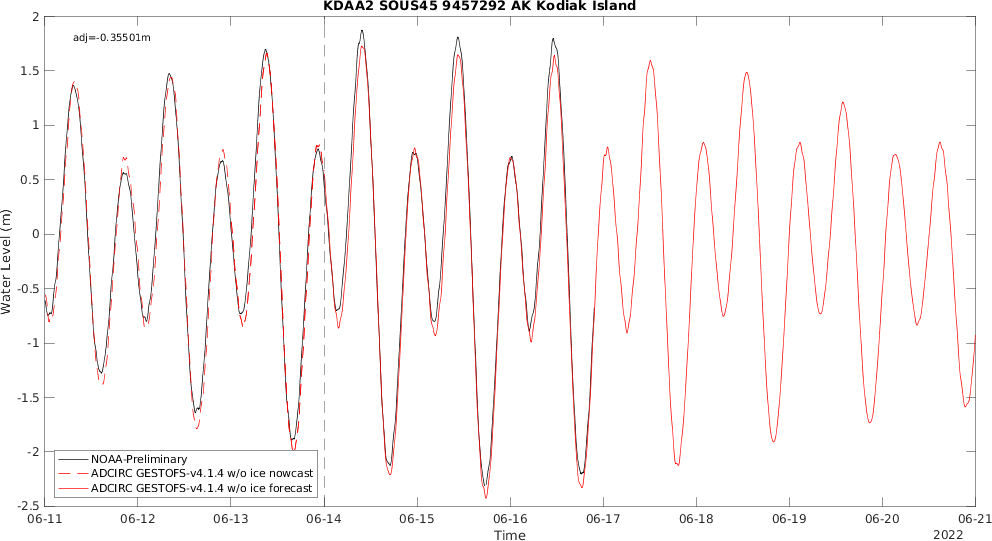 KDAA2 SOUS45 9457292 AK Kodiak Island
adj=-0.35501m
2
1.5
1
0.5
0
-0.5
-1
-1.5
-2
-2.5
Water Level (m)
NOAA-Preliminary
ADCIRC GESTOFS-v4.1.4 w/o ice nowcast
ADCIRC GESTOFS-v4.1.4 w/o ice forecast
06-11 06-12 06-13 06-14 06-15 06-16 06-17 06-18 06-19 06-20 06-21
Time
2022